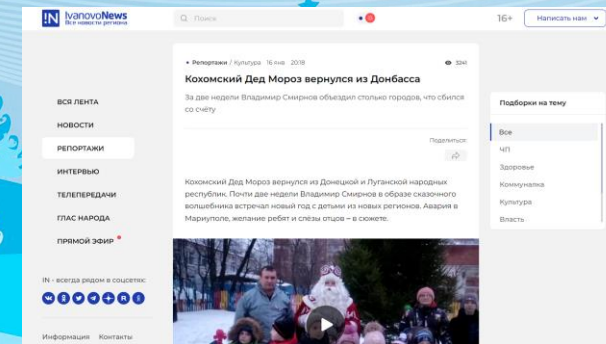 IN IvanovoNews
Все новости региона
Поиск
16+
Написать нам
• Репортажи / Культура 16 янв 20:18
3241
Кохомский Дед Мороз вернулся из Донбасса
За две недели Владимир Смирнов объездил столько городов, что сбился
со счёту
Поделиться:
Кохомский Дед Мороз вернулся из Донецкой и Луганской народных
республик. Почти две недели Владимир Смирнов в образе сказочного
волшебника встречал новый год с детьми из новых регионов. Авария в
Мариуполе, желание ребят и слёзы отцов – в сюжете.
ВСЯ ЛЕНТА
НОВОСТИ
РЕПОРТАЖИ
ИНТЕРВЬЮ
ТЕЛЕПЕРЕДАЧИ
ГЛАС НАРОДА
ПРЯМОЙ ЭФИР
IN - всегда рядом в соцсетях:
Информация Контакты
Подборки на тему
Все
ЧП
Здоровье
Коммуналка
Культура
Власть